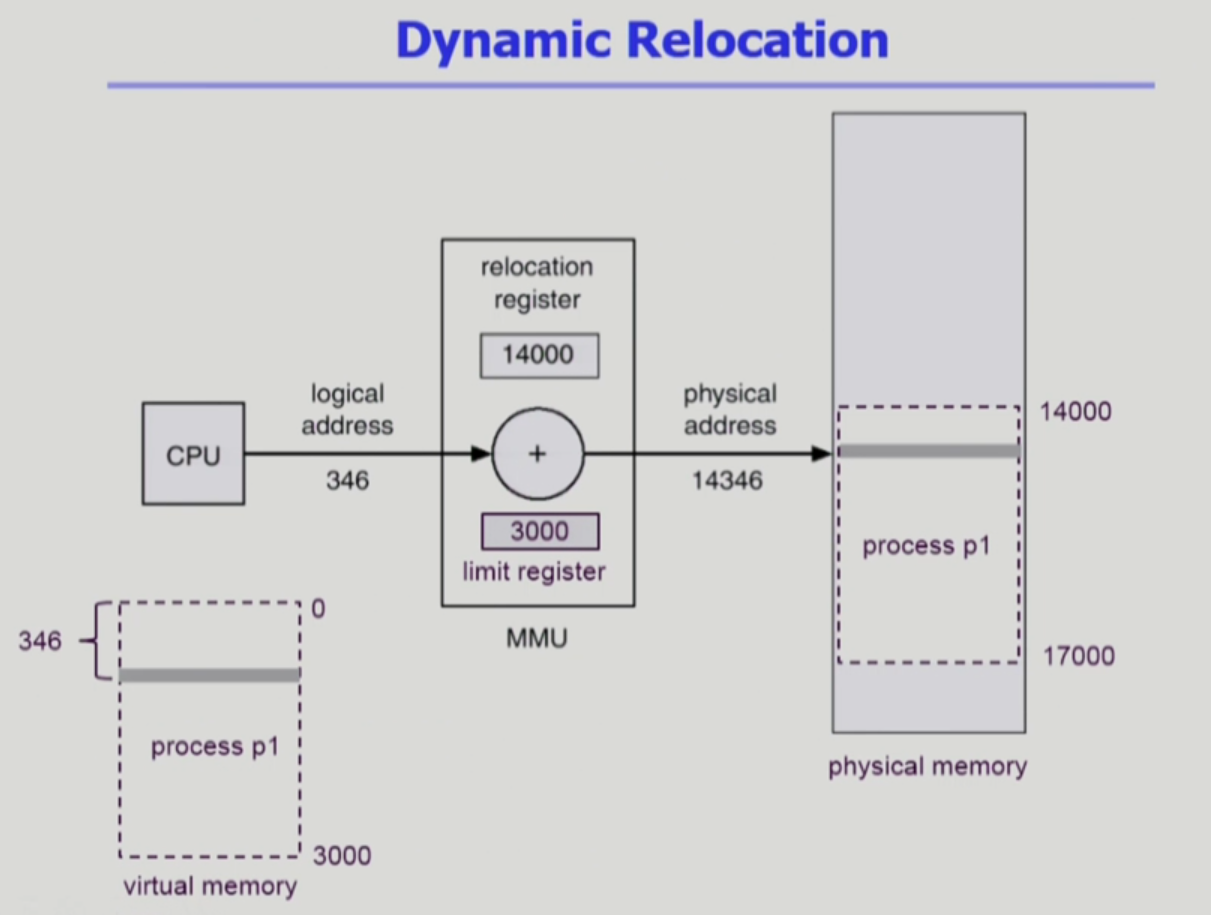 Dynamic Relocation
relocation
register
14000
logical
address
346
CPU
+
physical
address
14346
3000
limit register
MMU
14000
process p1
17000
physical memory
0
346
process p1
3000
virtual memory